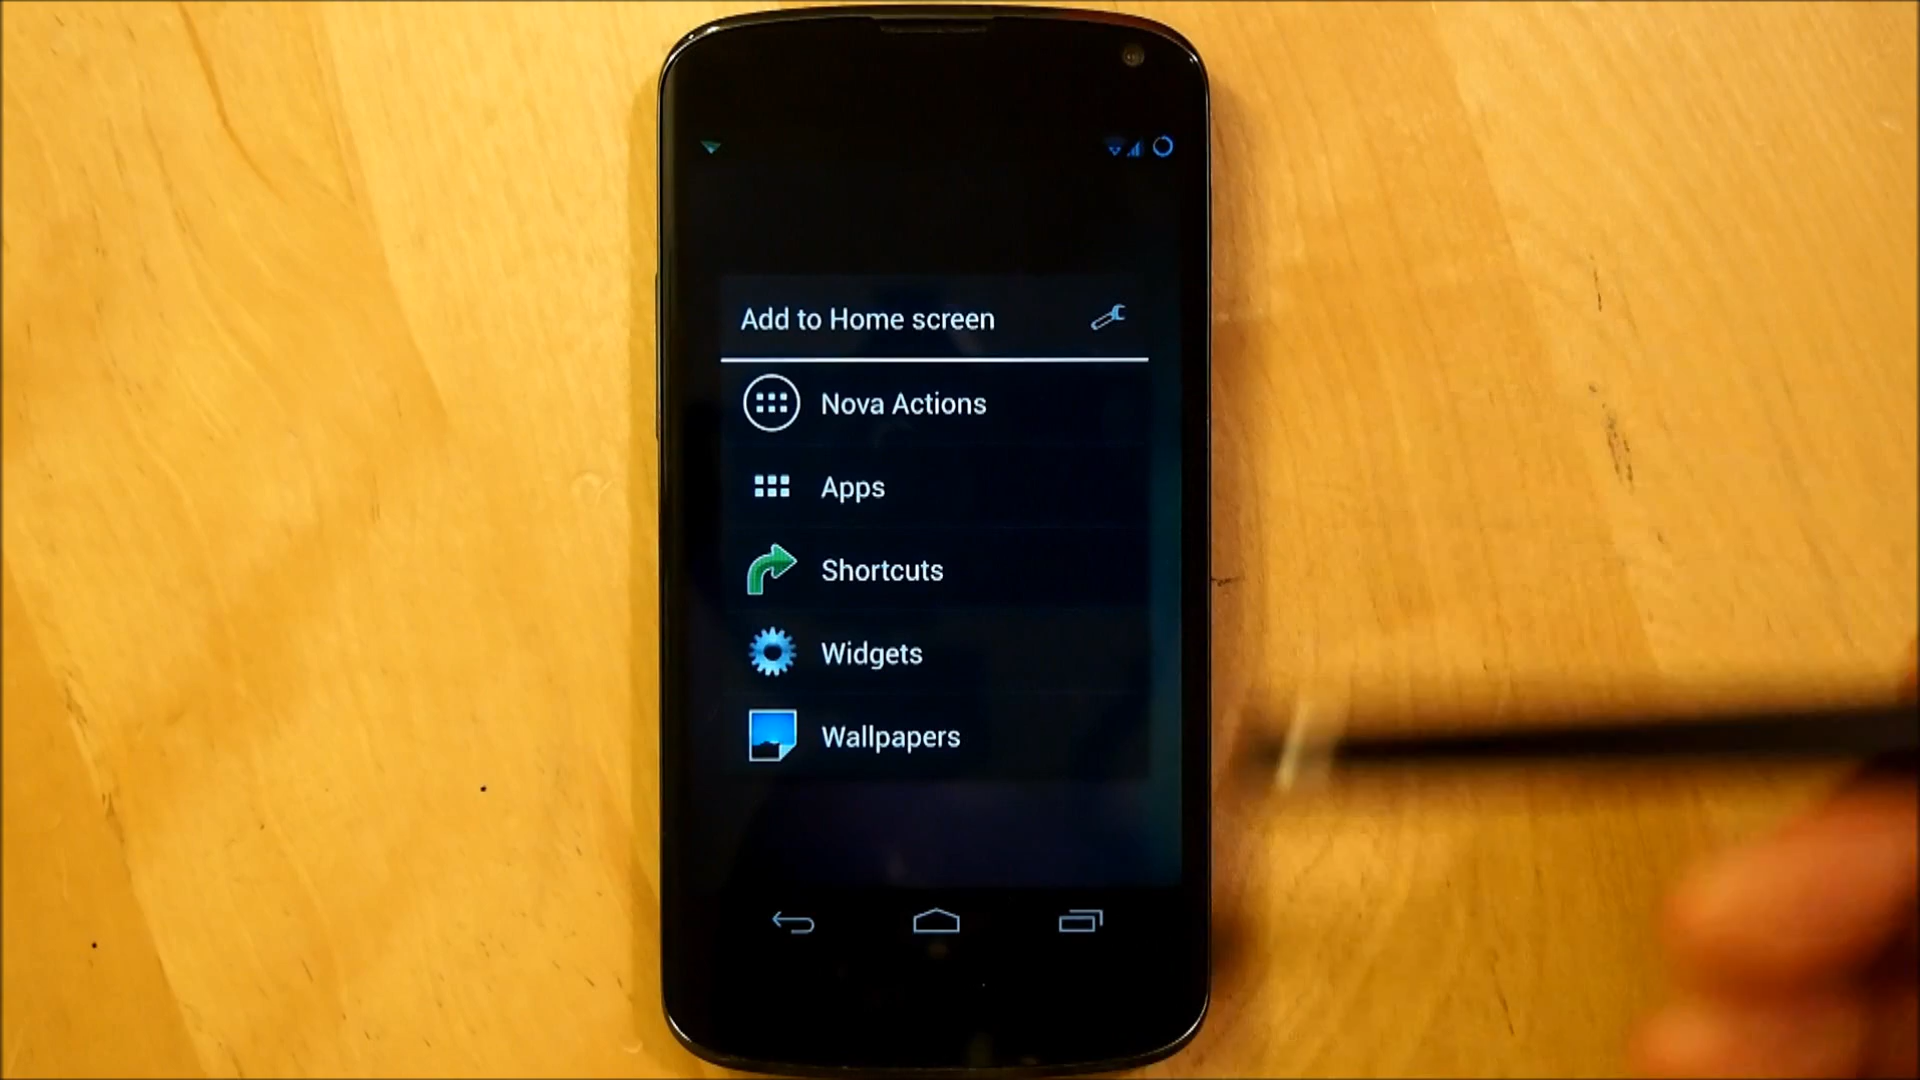 Add to Home screen
Nova Actions
Apps
Shortcuts
Widgets
Wallpapers